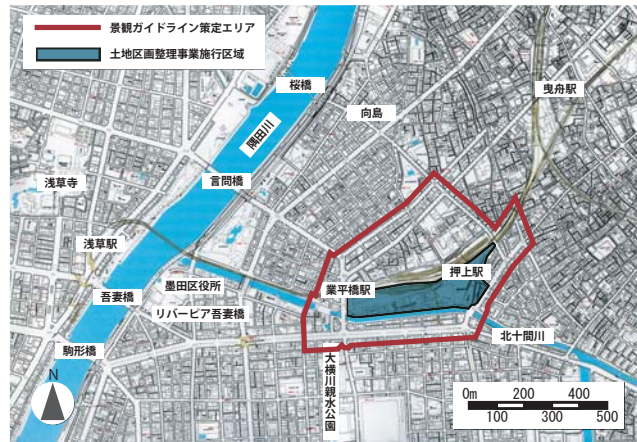 景観ガイドライン策定エリア
土地区画整理事業施行区域
桜橋
向島
曳舟駅
隅田川
浅草寺
言問橋
浅草駅
押上駅
墨田区役所
業平橋駅
吾妻橋
リバーピア吾妻橋
北十間川
駒形橋
大横川親水公園
N
0m 200 400
100 300 500